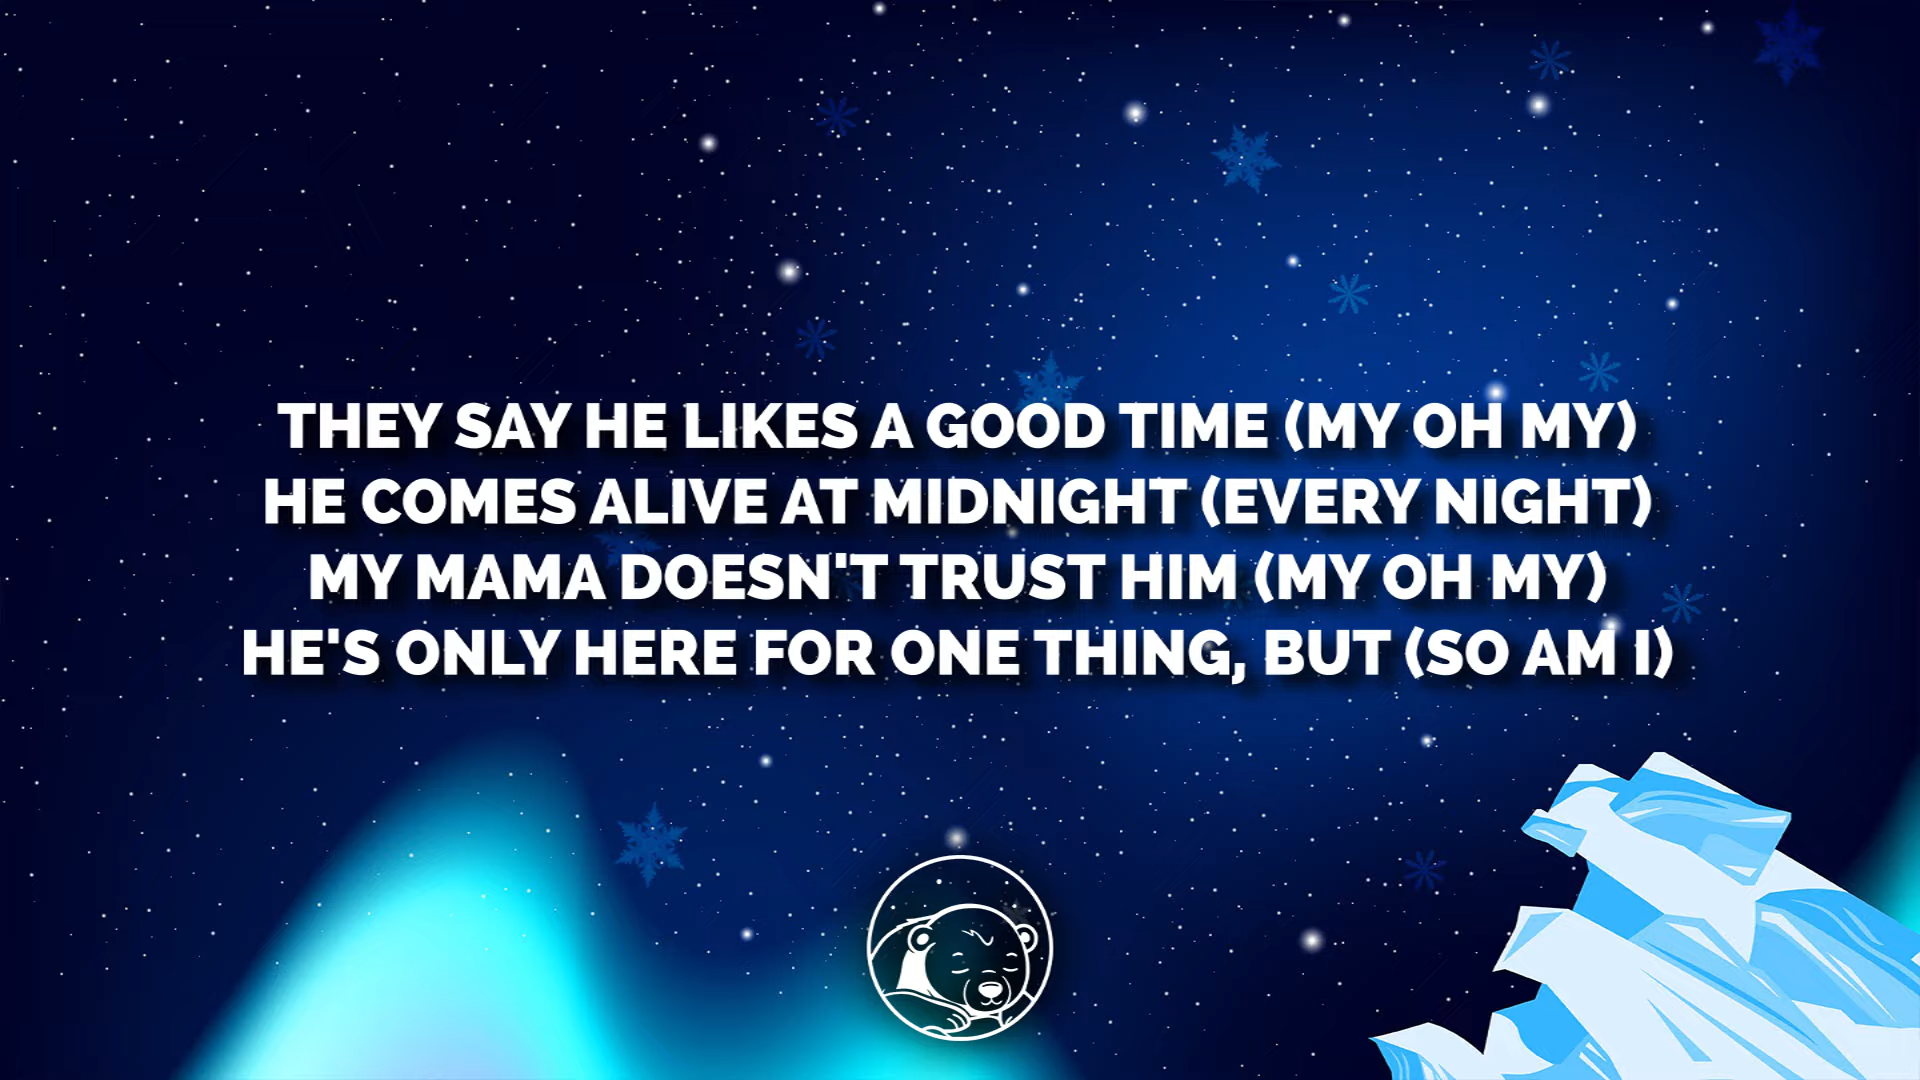 THEY SAY HE LIKES A GOOD TIME (MY OH MY)
HE COMES ALIVE AT MIDNIGHT (EVERY NIGHT)
MY MAMA DOESN'T TRUST HIM (MY OH MY)
HE'S ONLY HERE FOR ONE THING, BUT (SO AM I)